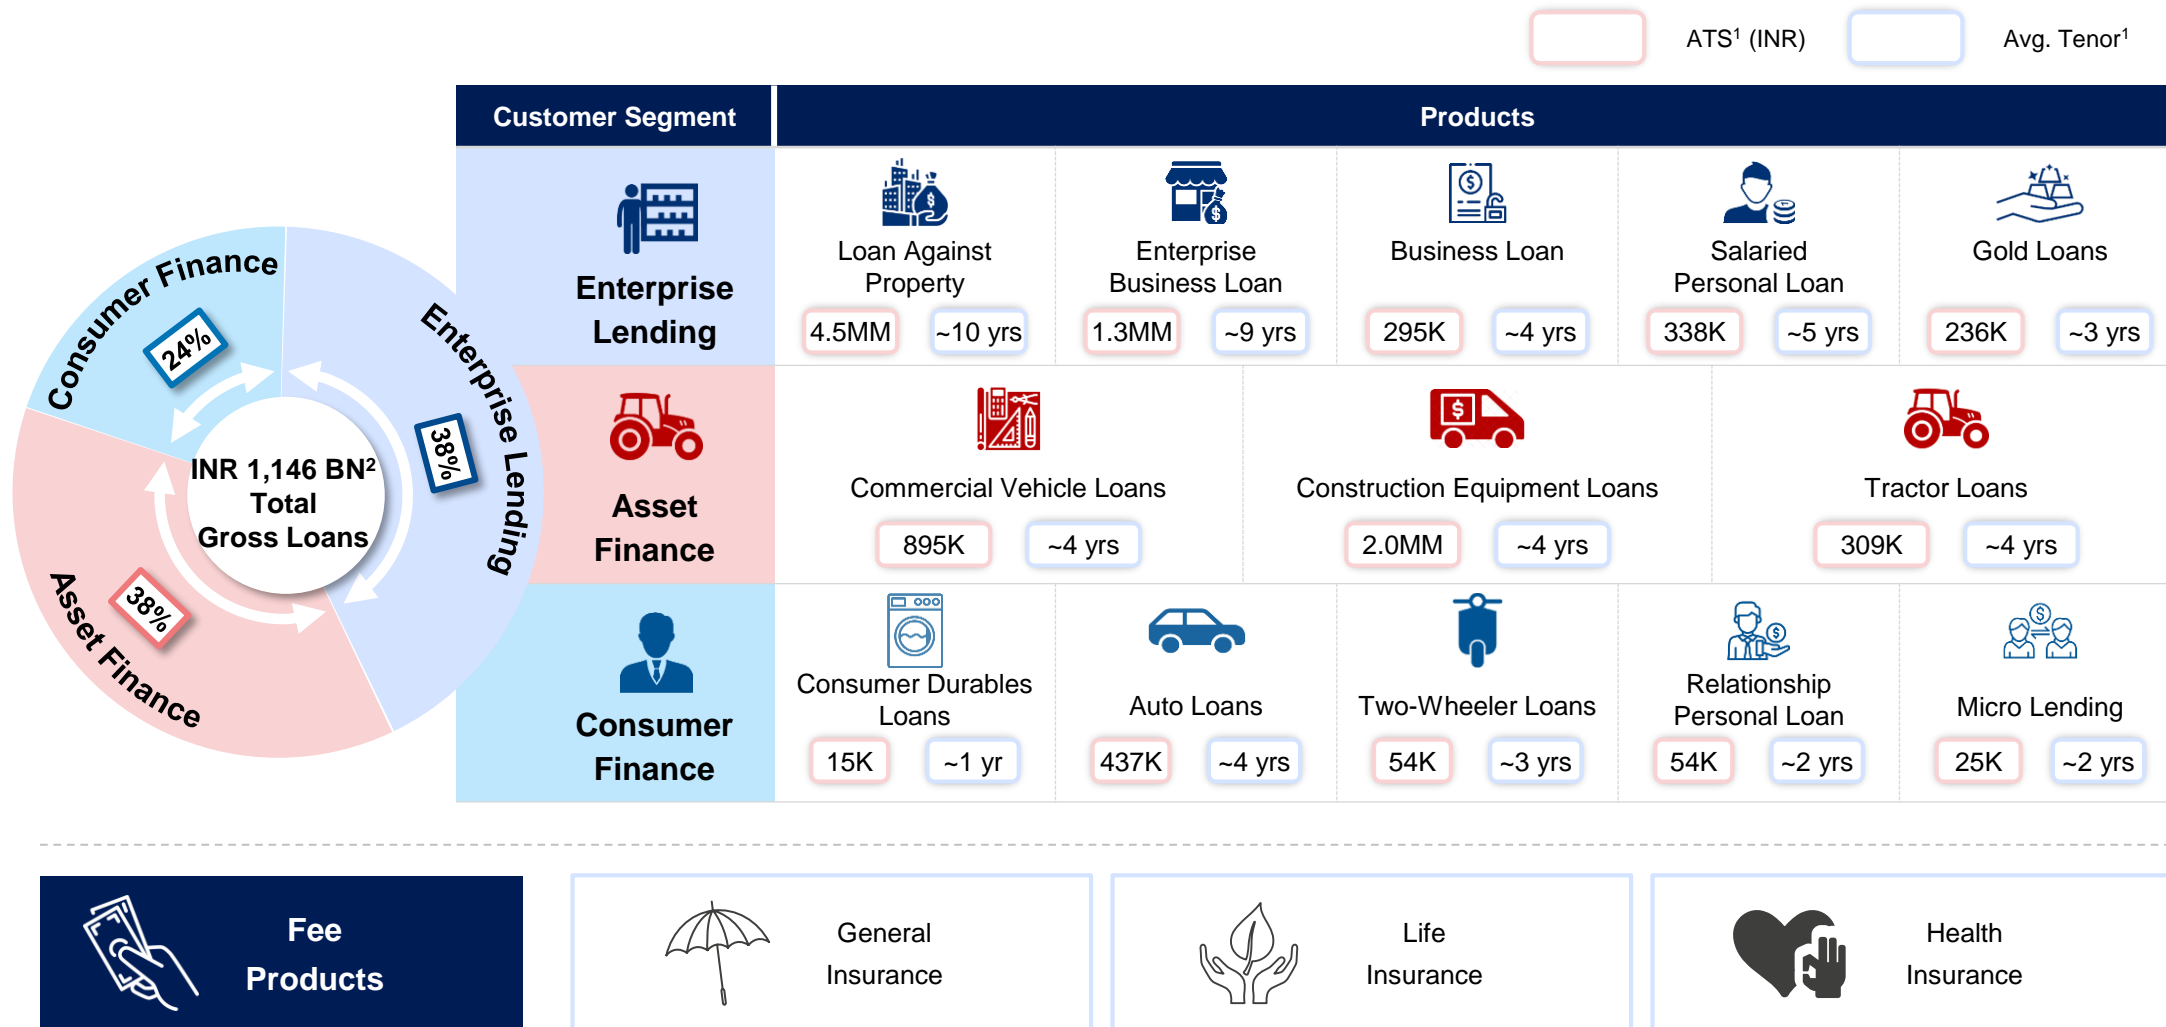 ATS¹ (INR)
Avg. Tenor¹
Customer Segment
Products
Consumer Finance
24%
Enterprise Lending
38%
Asset Finance
38%
INR 1,146 BN²
Total
Gross Loans
Enterprise
Lending
Loan Against
Property
4.5MM
~10 yrs
Enterprise
Business Loan
1.3MM
~9 yrs
Business Loan
295K
~4 yrs
Salaried
Personal Loan
338K
~5 yrs
Gold Loans
236K
~3 yrs
Asset
Finance
Commercial Vehicle Loans
895K
~4 yrs
Construction Equipment Loans
2.0MM
~4 yrs
Tractor Loans
309K
~4 yrs
Consumer
Finance
Consumer Durables
Loans
15K
~1 yr
Auto Loans
437K
~4 yrs
Two-Wheeler Loans
54K
~3 yrs
Relationship
Personal Loan
54K
~2 yrs
Micro Lending
25K
~2 yrs
Fee
Products
General
Insurance
Life
Insurance
Health
Insurance